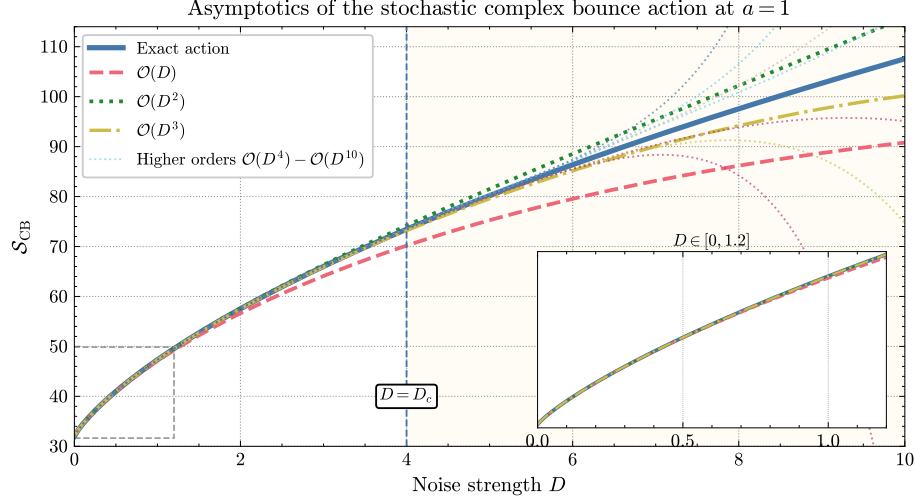 Asymptotics of the stochastic complex bounce action at a = 1
Exact action
O(D)
O(D²)
O(D³)
Higher orders O(D⁴) − O(D¹⁰)
110
100
90
80
70
60
50
40
30
S_CB
D = D_c
D ∈ [0, 1.2]
0.0
0.5
1.0
0
2
4
6
8
10
Noise strength D